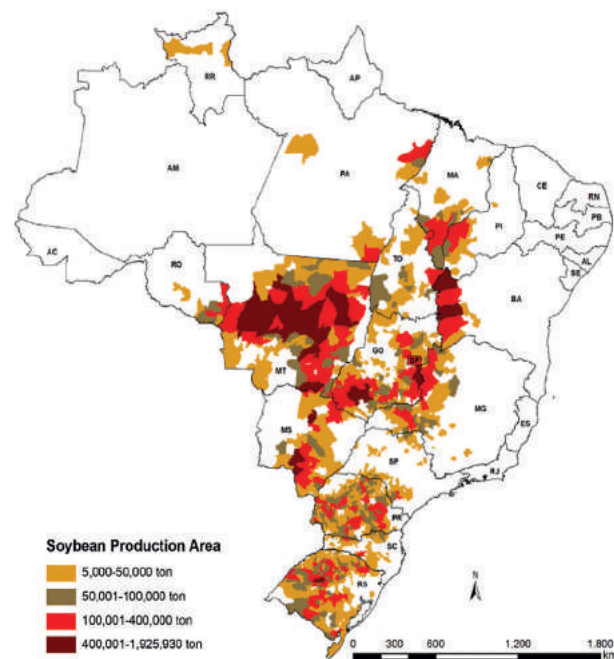 RR
AP
AM
PA
MA
CE
RN
PB
PE
PI
AL
SE
AC
RO
TO
BA
MT
GO
DF
MG
ES
MS
SP
RJ
PR
SC
RS
Soybean Production Area
5,000-50,000 ton
50,001-100,000 ton
100,001-400,000 ton
400,001-1,925,930 ton
N
0 300 600 1.200 1.800
km